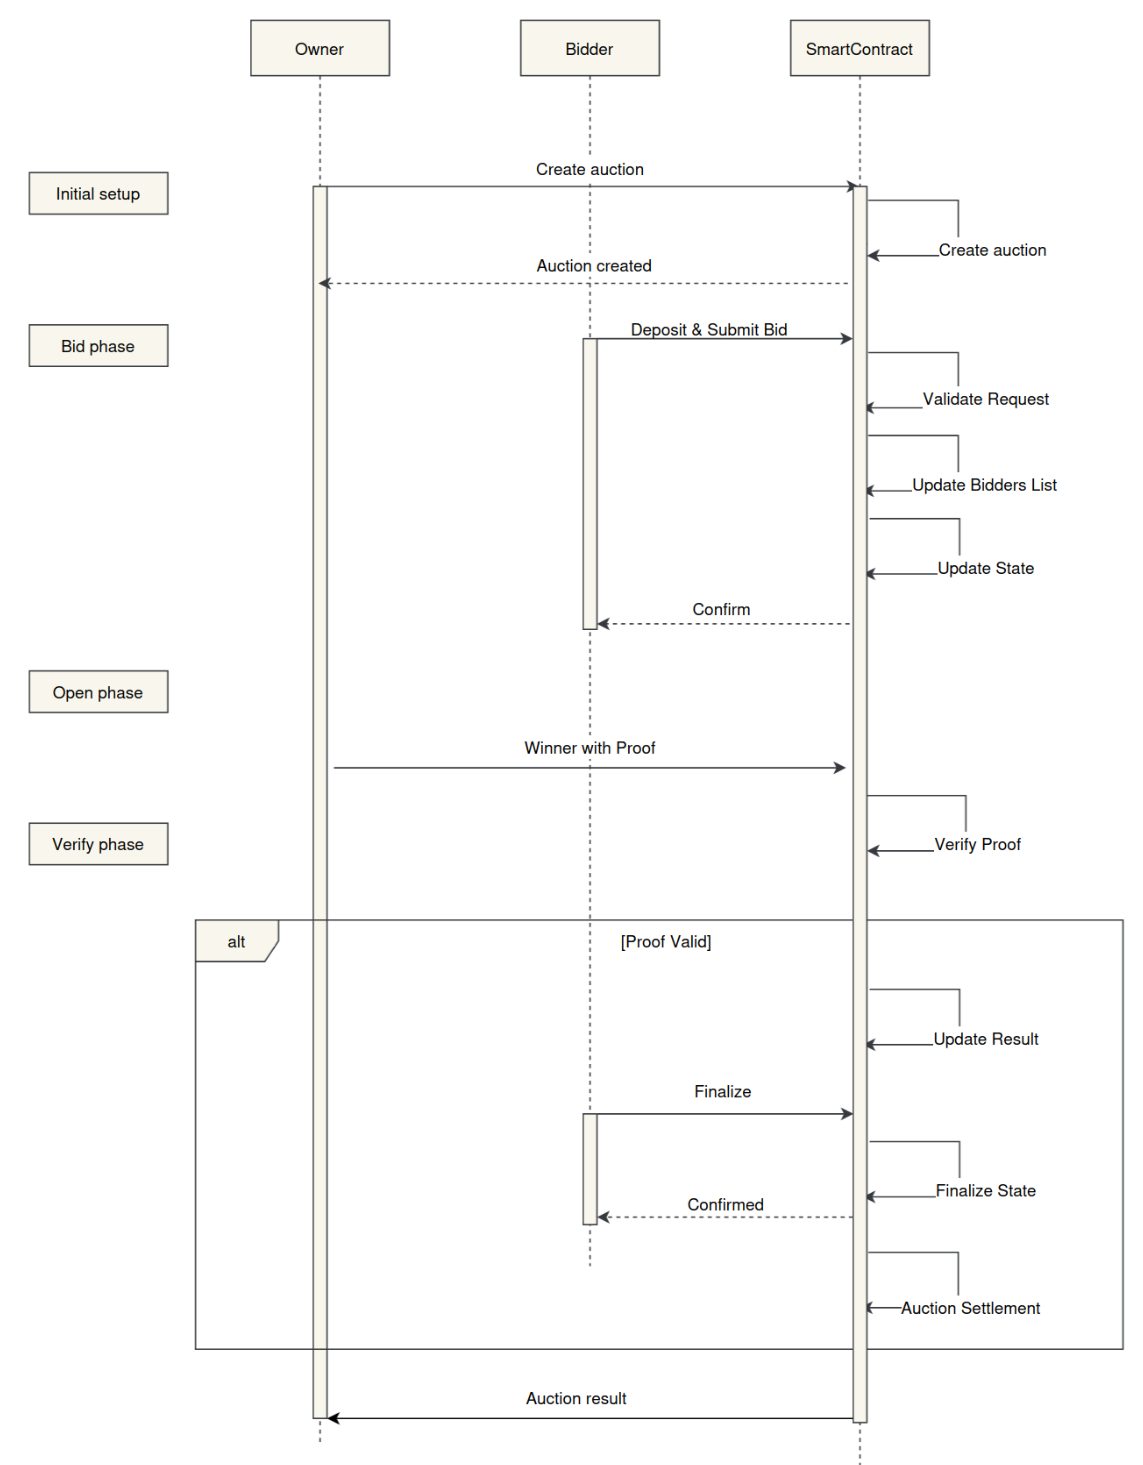 Owner
Bidder
SmartContract
Create auction
Initial setup
Create auction
Auction created
Deposit & Submit Bid
Bid phase
Validate Request
Update Bidders List
Update State
Confirm
Open phase
Winner with Proof
Verify phase
Verify Proof
alt
[Proof Valid]
Update Result
Finalize
Finalize State
Confirmed
Auction Settlement
Auction result